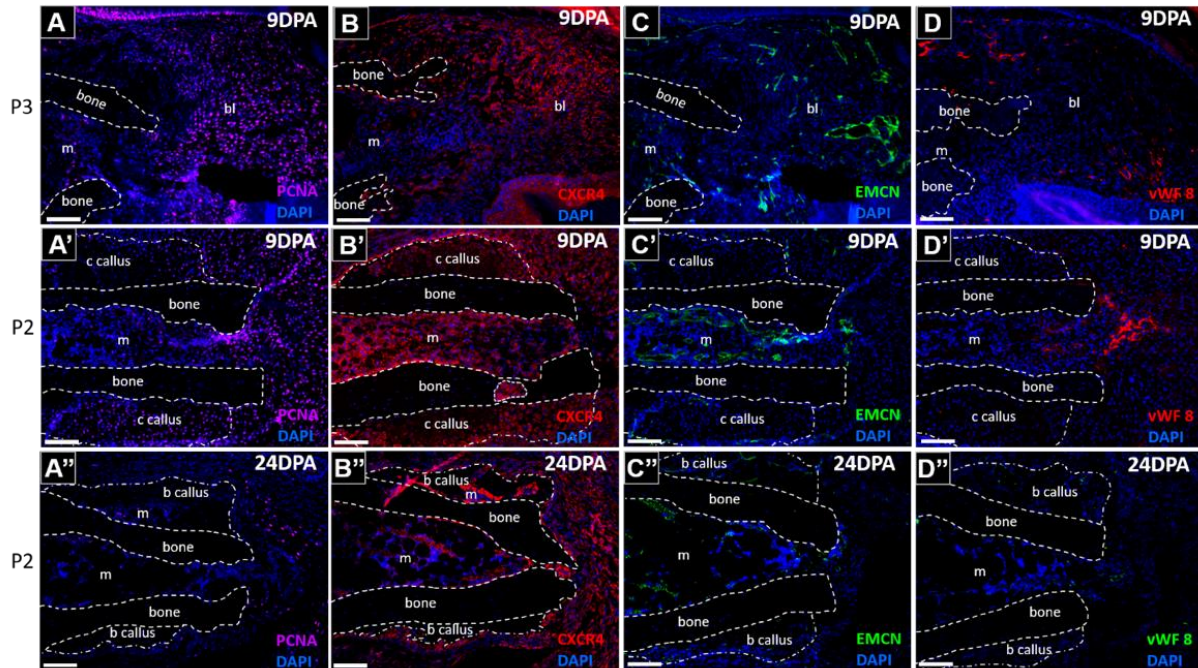 A 9DPA
bone
bl
m
bone
PCNA
DAPI
B 9DPA
bone
bl
m
bone
CXCR4
DAPI
C 9DPA
bone
bl
m
bone
EMCN
DAPI
D 9DPA
bone
bl
m
bone
vWF 8
DAPI
P3
A' 9DPA
c callus
bone
m
bone
c callus
PCNA
DAPI
B' 9DPA
c callus
bone
m
bone
c callus
CXCR4
DAPI
C' 9DPA
c callus
bone
m
bone
c callus
EMCN
DAPI
D' 9DPA
c callus
bone
m
bone
c callus
vWF 8
DAPI
P2
A" 24DPA
b callus
m
bone
m
bone
b callus
PCNA
DAPI
B" 24DPA
b callus
m
bone
m
bone
b callus
CXCR4
DAPI
C" 24DPA
b callus
bone
m
bone
b callus
EMCN
DAPI
D" 24DPA
b callus
bone
m
bone
b callus
vWF 8
DAPI
P2